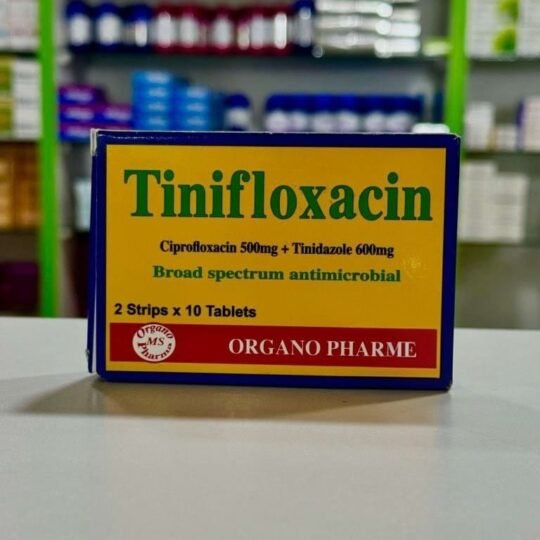 Tinifloxacin
Ciprofloxacin 500mg + Tinidazole 600mg
Broad spectrum antimicrobial
2 Strips x 10 Tablets
Organo
MS
Pharma
ORGANO PHARME